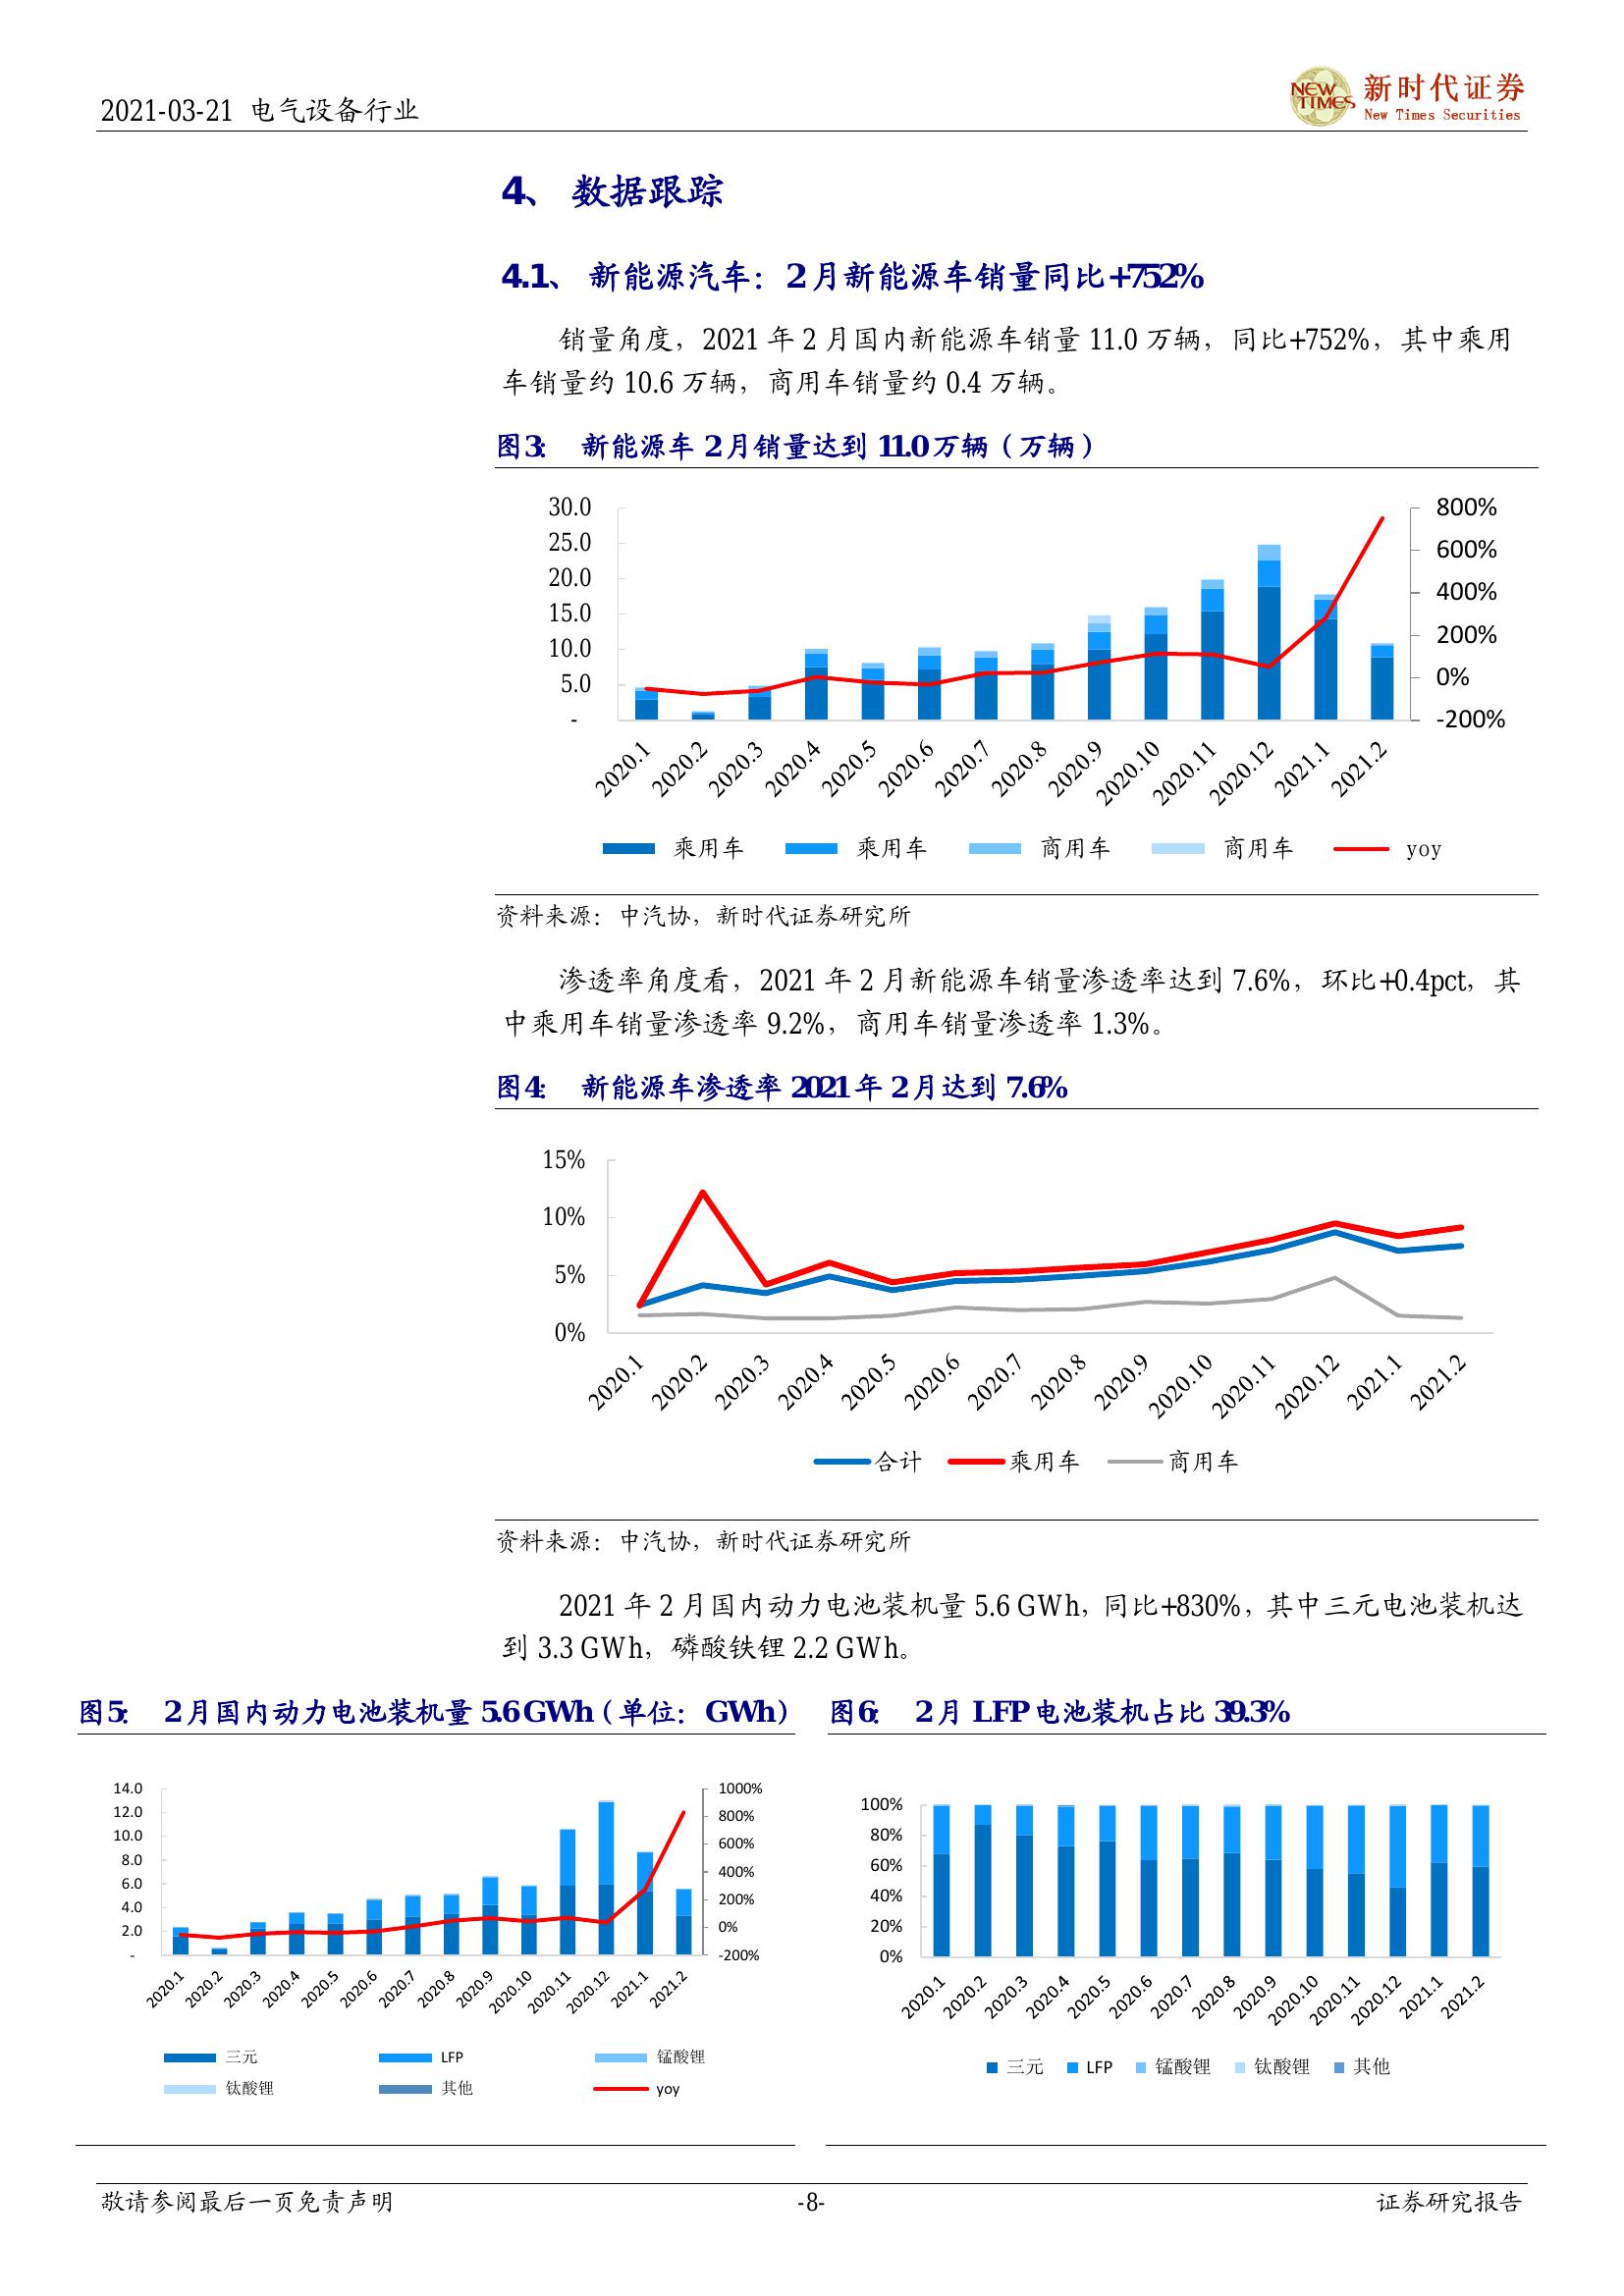 2021-03-21 电气设备行业
NEW TIMES
新时代证券
New Times Securities
4、 数据跟踪
4.1、 新能源汽车：2 月新能源车销量同比+752%
销量角度，2021 年 2 月国内新能源车销量 11.0 万辆，同比+752%，其中乘用
车销量约 10.6 万辆，商用车销量约 0.4 万辆。
图3： 新能源车 2 月销量达到 11.0 万辆（万辆）
30.0
25.0
20.0
15.0
10.0
5.0
-
800%
600%
400%
200%
0%
-200%
2020.1 2020.2 2020.3 2020.4 2020.5 2020.6 2020.7 2020.8 2020.9 2020.10 2020.11 2020.12 2021.1 2021.2
乘用车 乘用车 商用车 商用车 yoy
资料来源：中汽协，新时代证券研究所
渗透率角度看，2021 年 2 月新能源车销量渗透率达到 7.6%，环比+0.4pct，其
中乘用车销量渗透率 9.2%，商用车销量渗透率 1.3%。
图4： 新能源车渗透率 2021 年 2 月达到 7.6%
15%
10%
5%
0%
2020.1 2020.2 2020.3 2020.4 2020.5 2020.6 2020.7 2020.8 2020.9 2020.10 2020.11 2020.12 2021.1 2021.2
合计 乘用车 商用车
资料来源：中汽协，新时代证券研究所
2021 年 2 月国内动力电池装机量 5.6 GWh，同比+830%，其中三元电池装机达
到 3.3 GWh，磷酸铁锂 2.2 GWh。
图5： 2 月国内动力电池装机量 5.6 GWh（单位：GWh）
14.0
12.0
10.0
8.0
6.0
4.0
2.0
-
1000%
800%
600%
400%
200%
0%
-200%
2020.1 2020.2 2020.3 2020.4 2020.5 2020.6 2020.7 2020.8 2020.9 2020.10 2020.11 2020.12 2021.1 2021.2
三元 LFP 锰酸锂
钛酸锂 其他 yoy
图6： 2 月 LFP 电池装机占比 39.3%
100%
80%
60%
40%
20%
0%
2020.1 2020.2 2020.3 2020.4 2020.5 2020.6 2020.7 2020.8 2020.9 2020.10 2020.11 2020.12 2021.1 2021.2
三元 LFP 锰酸锂 钛酸锂 其他
敬请参阅最后一页免责声明 -8- 证券研究报告